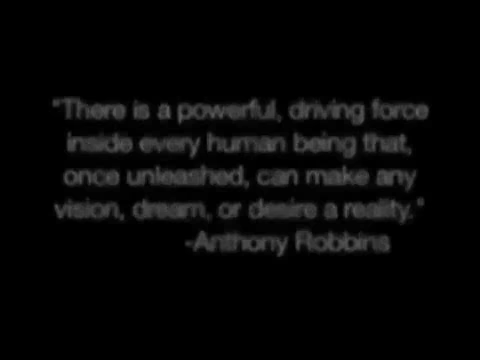 "There is a powerful, driving force
inside every human being that,
once unleashed, can make any
vision, dream, or desire a reality."
-Anthony Robbins